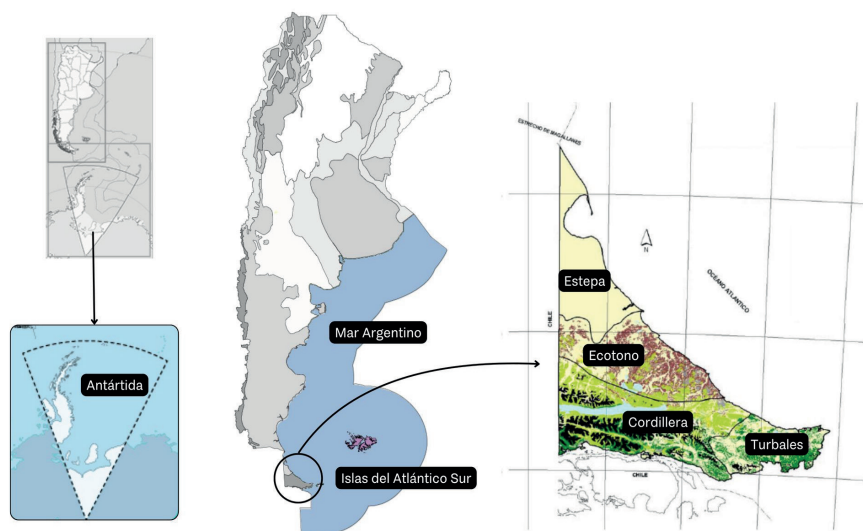 Antártida
Mar Argentino
Islas del Atlántico Sur
ESTRECHO DE MAGALLANES
N
OCEANO ATLANTICO
CHILE
Estepa
Ecotono
Cordillera
Turbales
CHILE